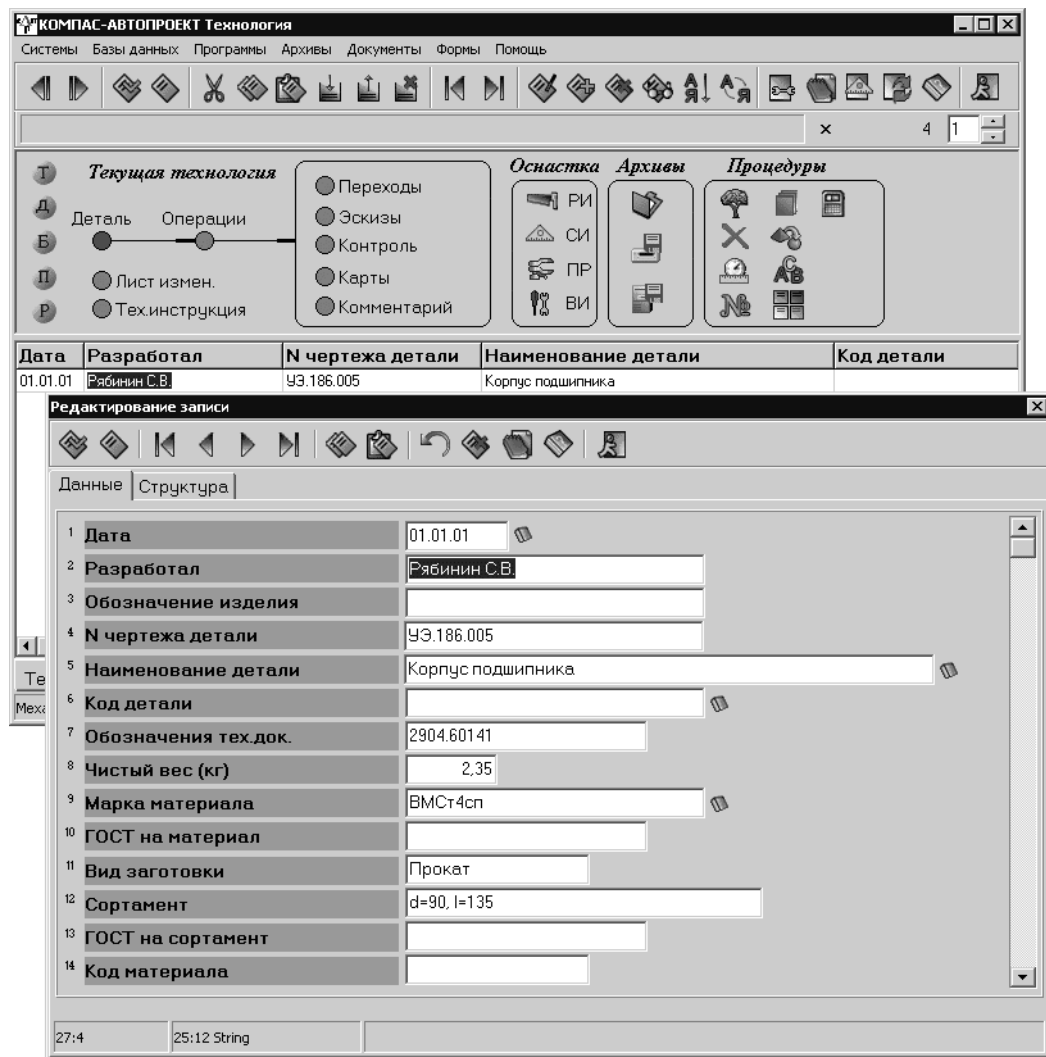 КОМПАС-АВТОПРОЕКТ Технология
Системы Базы данных Программы Архивы Документы Формы Помощь
× 4 1
Текущая технология
Оснастка Архивы Процедуры
Т
Д
Б
П
Р
Деталь Операции
Лист измен.
Тех.инструкция
Переходы
Эскизы
Контроль
Карты
Комментарий
РИ
СИ
ПР
ВИ
Дата Разработал N чертежа детали Наименование детали Код детали
01.01.01 Рябинин С.В. УЭ.186.005 Корпус подшипника
Редактирование записи
Данные Структура
1 Дата 01.01.01
2 Разработал Рябинин С.В.
3 Обозначение изделия
4 N чертежа детали УЭ.186.005
5 Наименование детали Корпус подшипника
6 Код детали
7 Обозначения тех.док. 2904.60141
8 Чистый вес (кг) 2,35
9 Марка материала ВМСт4сп
10 ГОСТ на материал
11 Вид заготовки Прокат
12 Сортамент d=90, l=135
13 ГОСТ на сортамент
14 Код материала
Те
Меха
27:4 25:12 String